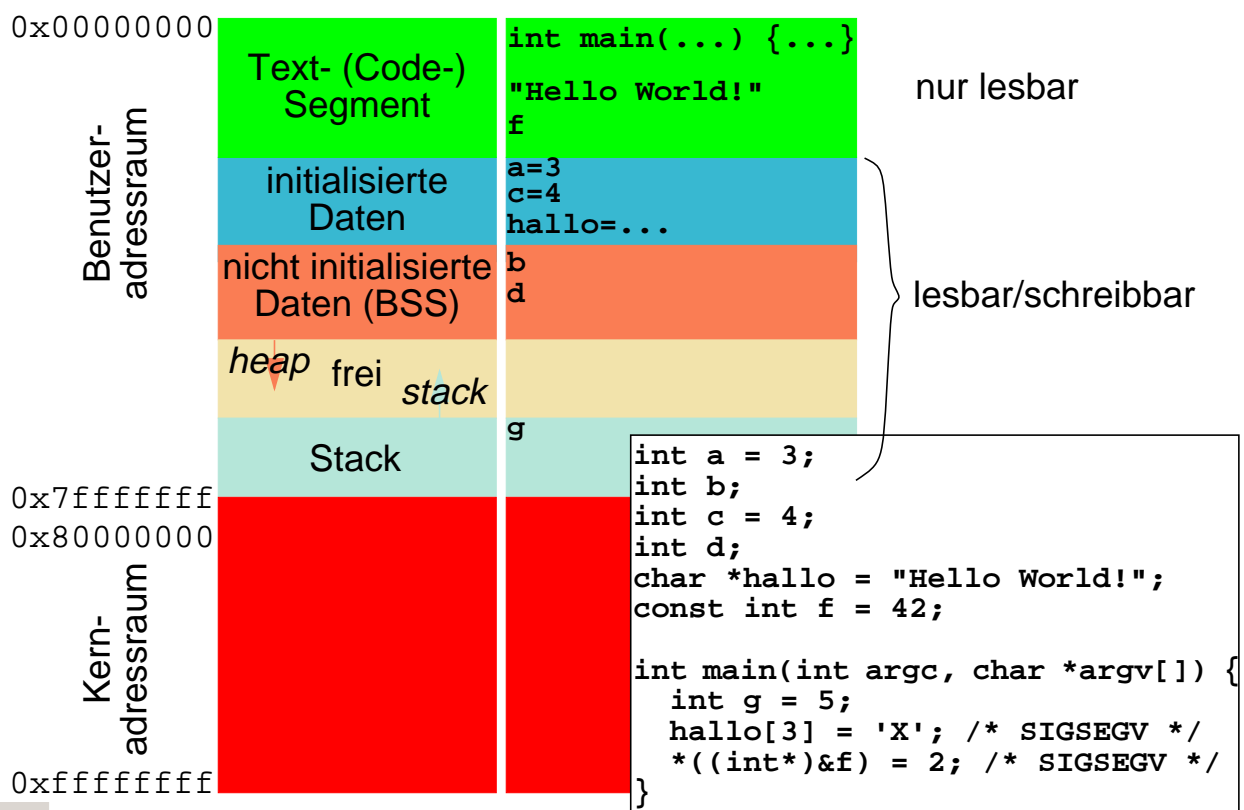 0x00000000
Benutzer-
adressraum
0x7fffffff
0x80000000
Kern-
adressraum
0xffffffff
Text- (Code-)
Segment
initialisierte
Daten
nicht initialisierte
Daten (BSS)
heap
frei
stack
Stack
int main(...) {...}
"Hello World!"
f
a=3
c=4
hallo=...
b
d
g
nur lesbar
lesbar/schreibbar
int a = 3;
int b;
int c = 4;
int d;
char *hallo = "Hello World!";
const int f = 42;
int main(int argc, char *argv[]) {
int g = 5;
hallo[3] = 'X'; /* SIGSEGV */
*((int*)&f) = 2; /* SIGSEGV */
}